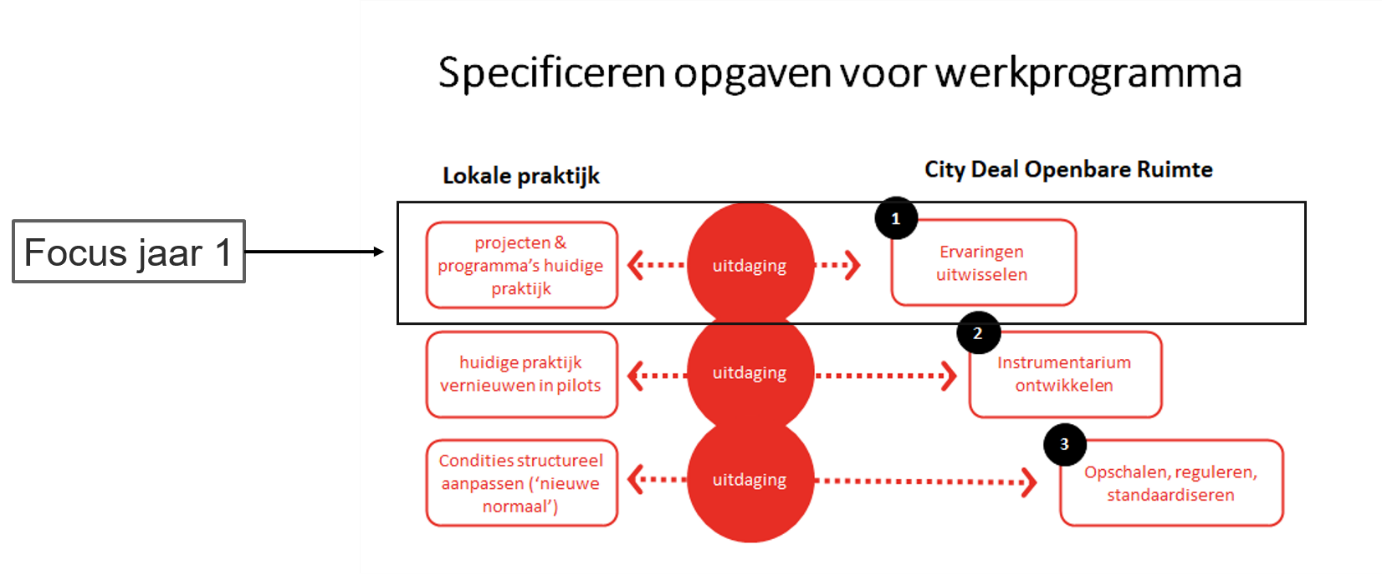 Specificeren opgaven voor werkprogramma
Lokale praktijk
City Deal Openbare Ruimte
Focus jaar 1
projecten &
programma's huidige
praktijk
uitdaging
1
Ervaringen
uitwisselen
huidige praktijk
vernieuwen in pilots
uitdaging
2
Instrumentarium
ontwikkelen
Condities structureel
aanpassen (‘nieuwe
normaal’)
uitdaging
3
Opschalen, reguleren,
standaardiseren